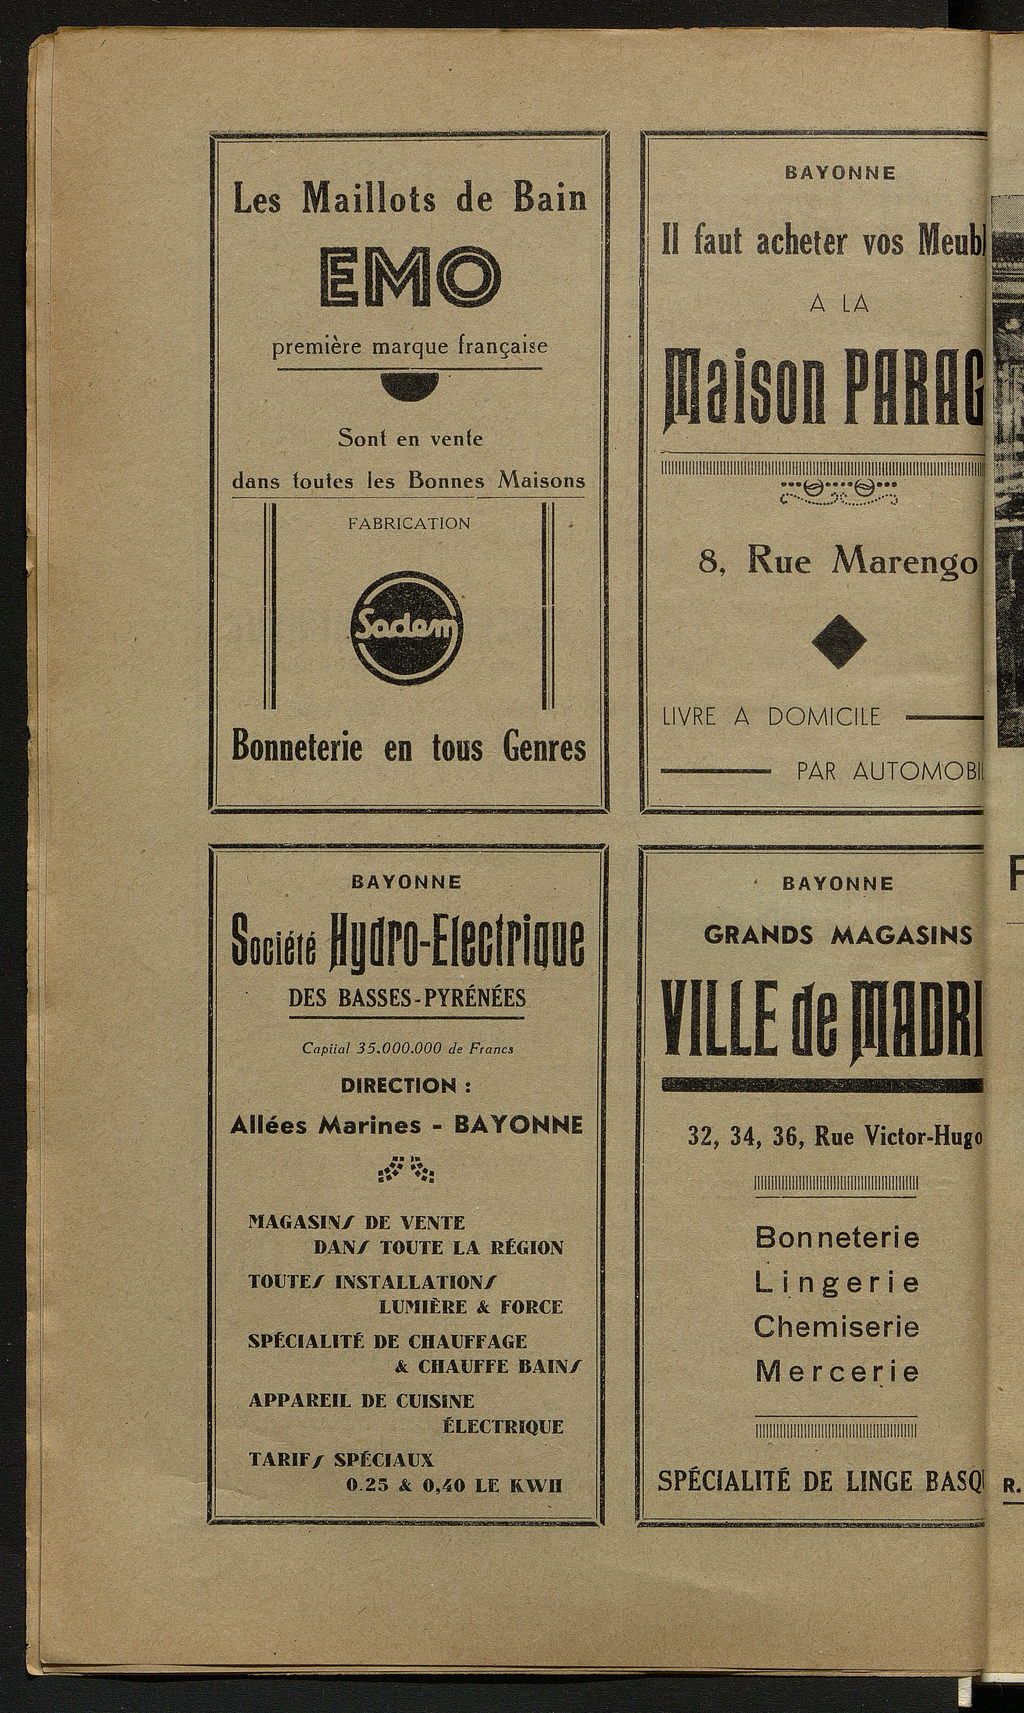 Les Maillots de Bain
EMO
première marque française
Sont en vente
dans toutes les Bonnes Maisons
FABRICATION
Sadem
Bonneterie en tous Genres
BAYONNE
Il faut acheter vos Meubl
A LA
Maison PARAG
8, Rue Marengo
LIVRE A DOMICILE
PAR AUTOMOBIL
BAYONNE
Société Hydro-Electrique
DES BASSES-PYRÉNÉES
Capital 35.000.000 de Francs
DIRECTION :
Allées Marines - BAYONNE
MAGASINS DE VENTE
DANS TOUTE LA RÉGION
TOUTES INSTALLATIONS
LUMIÈRE & FORCE
SPÉCIALITÉ DE CHAUFFAGE
& CHAUFFE BAINS
APPAREIL DE CUISINE
ÉLECTRIQUE
TARIFS SPÉCIAUX
0.25 & 0,40 LE KWH
BAYONNE
GRANDS MAGASINS
VILLE de MADRI
32, 34, 36, Rue Victor-Hugo
Bonneterie
Lingerie
Chemiserie
Mercerie
SPÉCIALITÉ DE LINGE BASQU
F
R.